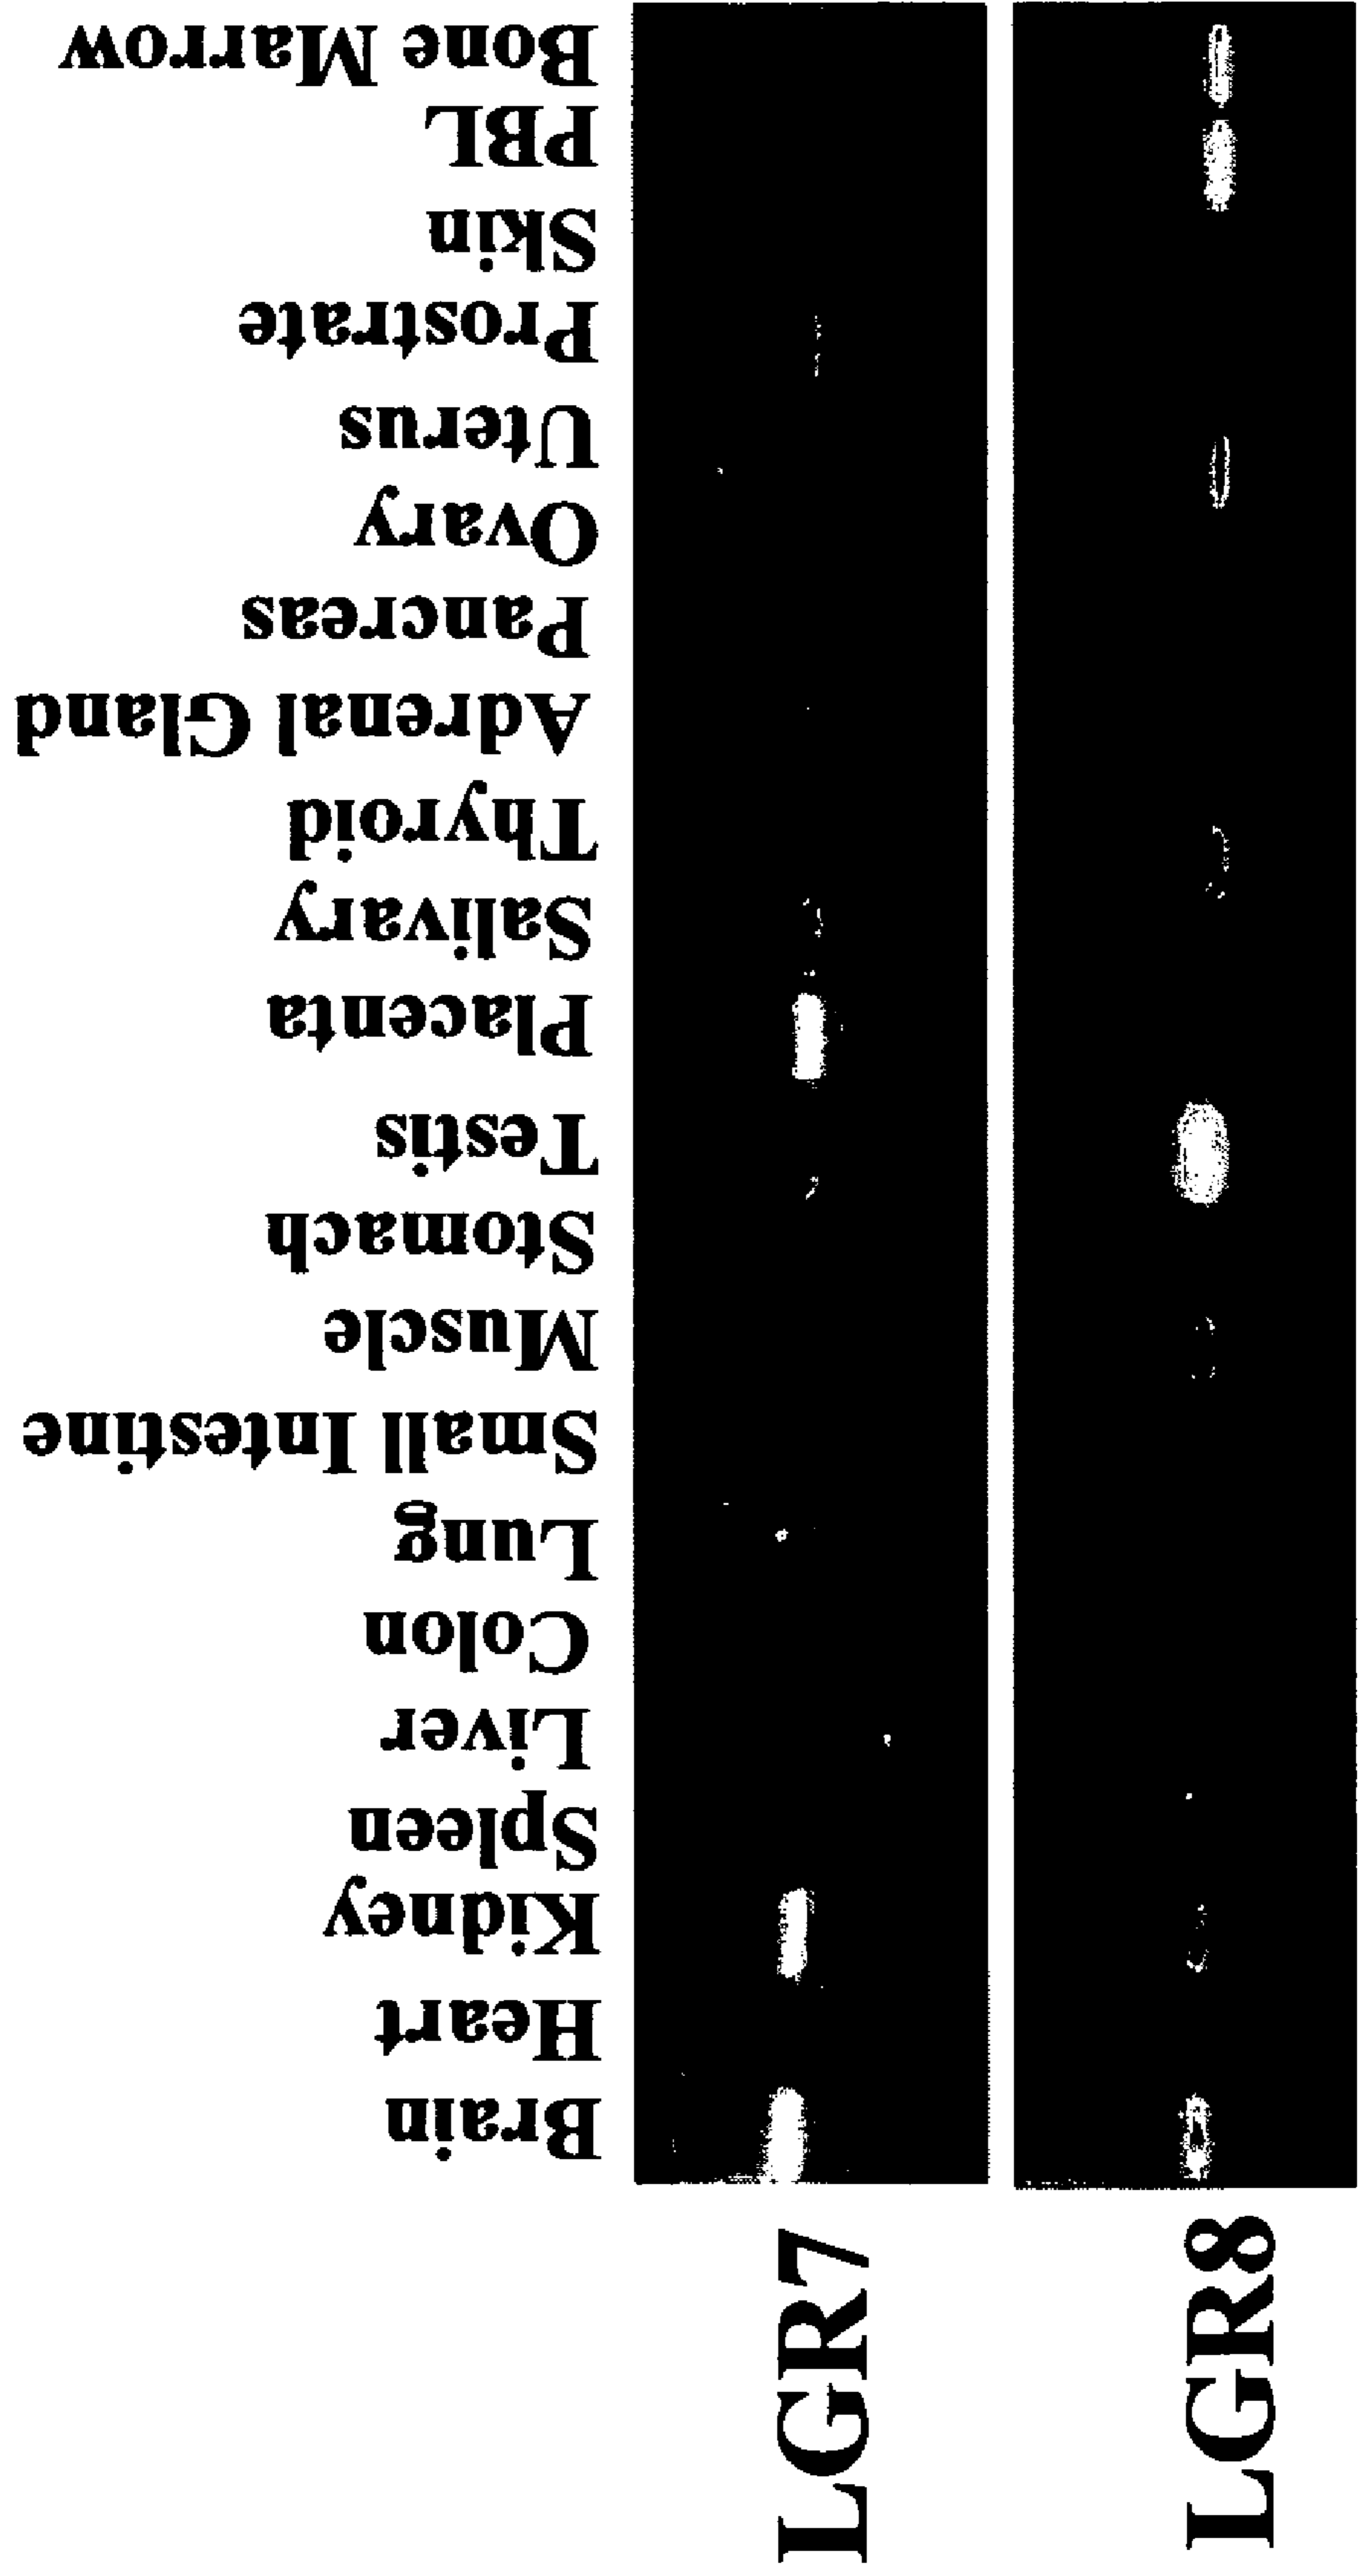 Bone Marrow
PBL
Skin
Prostrate
Uterus
Ovary
Pancreas
Adrenal Gland
Thyroid
Salivary
Placenta
Testis
Stomach
Muscle
Small Intestine
Lung
Colon
Liver
Spleen
Kidney
Heart
Brain
LGR7
LGR8